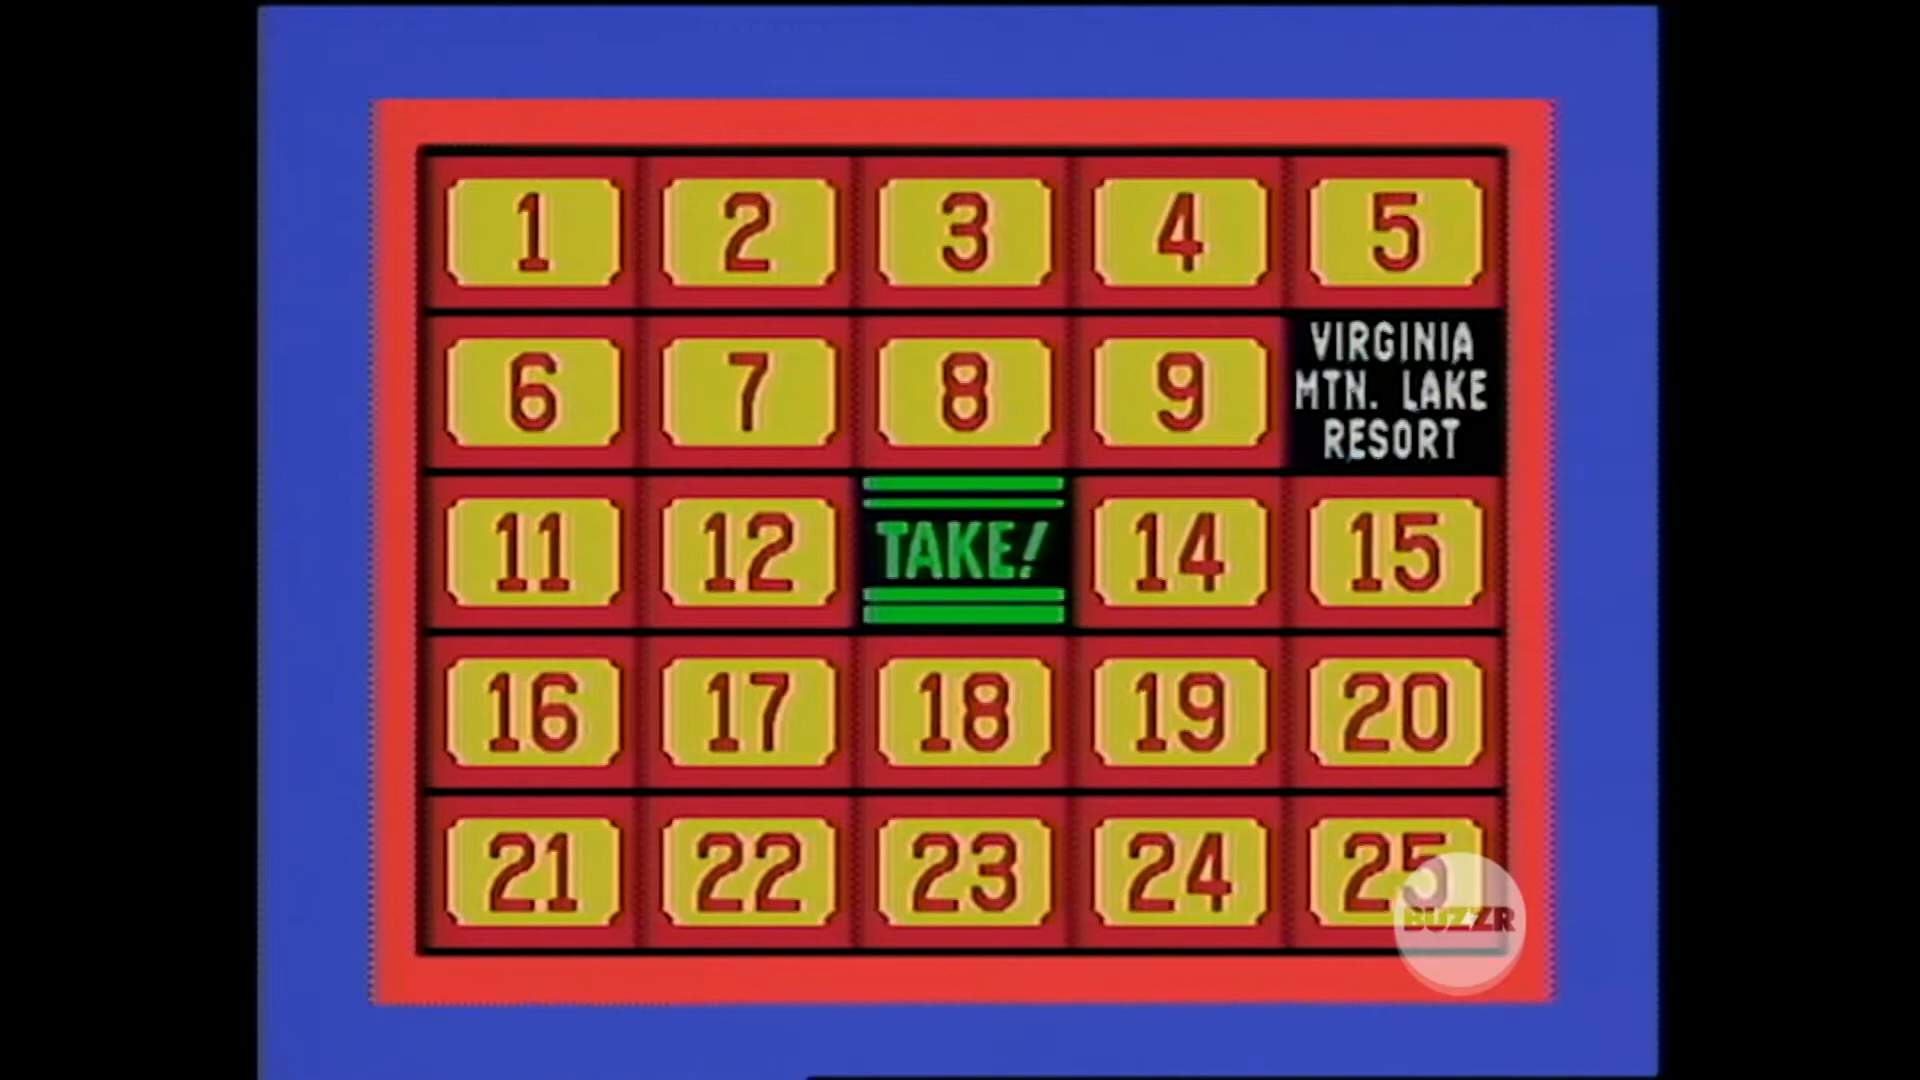 1 2 3 4 5
6 7 8 9 VIRGINIA
MTN. LAKE
RESORT
11 12 TAKE! 14 15
16 17 18 19 20
21 22 23 24 25
BUZZR